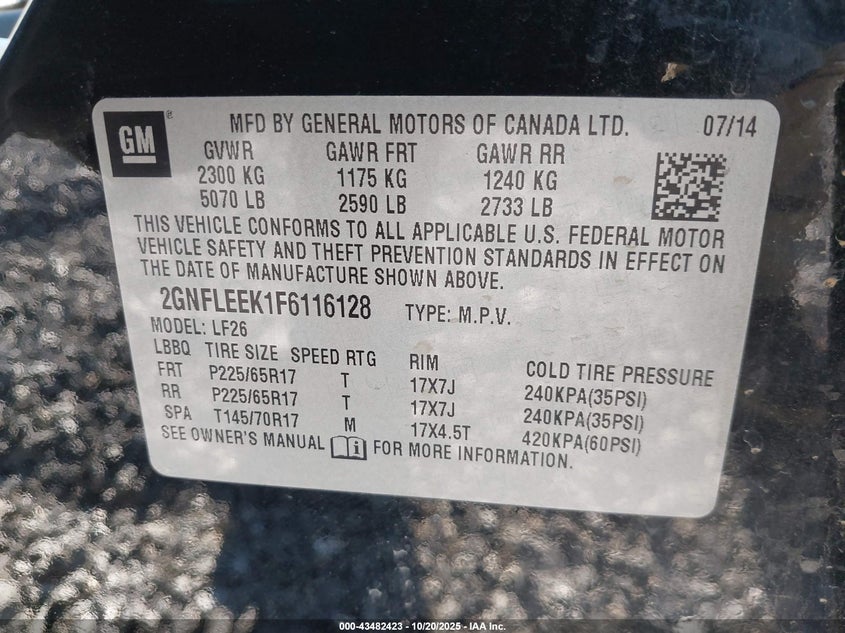 GM ®
MFD BY GENERAL MOTORS OF CANADA LTD. 07/14
GVWR GAWR FRT GAWR RR
2300 KG 1175 KG 1240 KG
5070 LB 2590 LB 2733 LB
THIS VEHICLE CONFORMS TO ALL APPLICABLE U.S. FEDERAL MOTOR
VEHICLE SAFETY AND THEFT PREVENTION STANDARDS IN EFFECT ON
THE DATE OF MANUFACTURE SHOWN ABOVE.
2GNFLEEK1F6116128 TYPE: M.P.V.
MODEL: LF26
LBBQ TIRE SIZE SPEED RTG RIM COLD TIRE PRESSURE
FRT P225/65R17 T 17X7J 240KPA(35PSI)
RR P225/65R17 T 17X7J 240KPA(35PSI)
SPA T145/70R17 M 17X4.5T 420KPA(60PSI)
SEE OWNER'S MANUAL i FOR MORE INFORMATION.
000-43482423 - 10/20/2025 - IAA Inc.